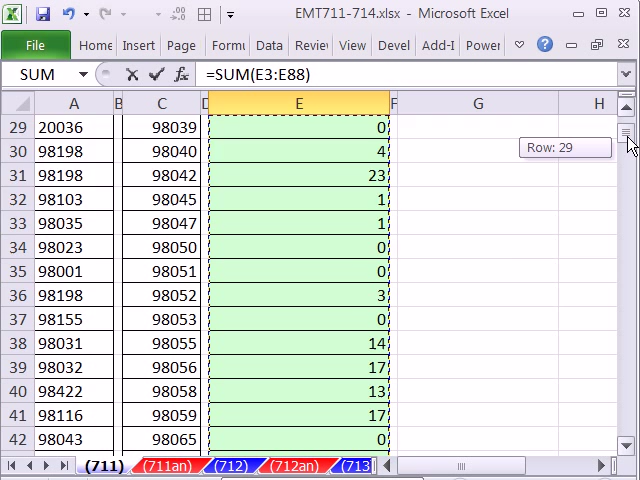 EMT711-714.xlsx - Microsoft Excel
File Home Insert Page Formu Data Reviev View Devel Add-I Power
SUM =SUM(E3:E88)
A B C D E F G H
29 20036 98039 0
30 98198 98040 4
31 98198 98042 23
32 98103 98045 1
33 98035 98047 1
34 98023 98050 0
35 98001 98051 0
36 98198 98052 3
37 98155 98053 0
38 98031 98055 14
39 98032 98056 17
40 98422 98058 13
41 98116 98059 17
42 98043 98065 0
Row: 29
(711) (711an) (712) (712an) (713